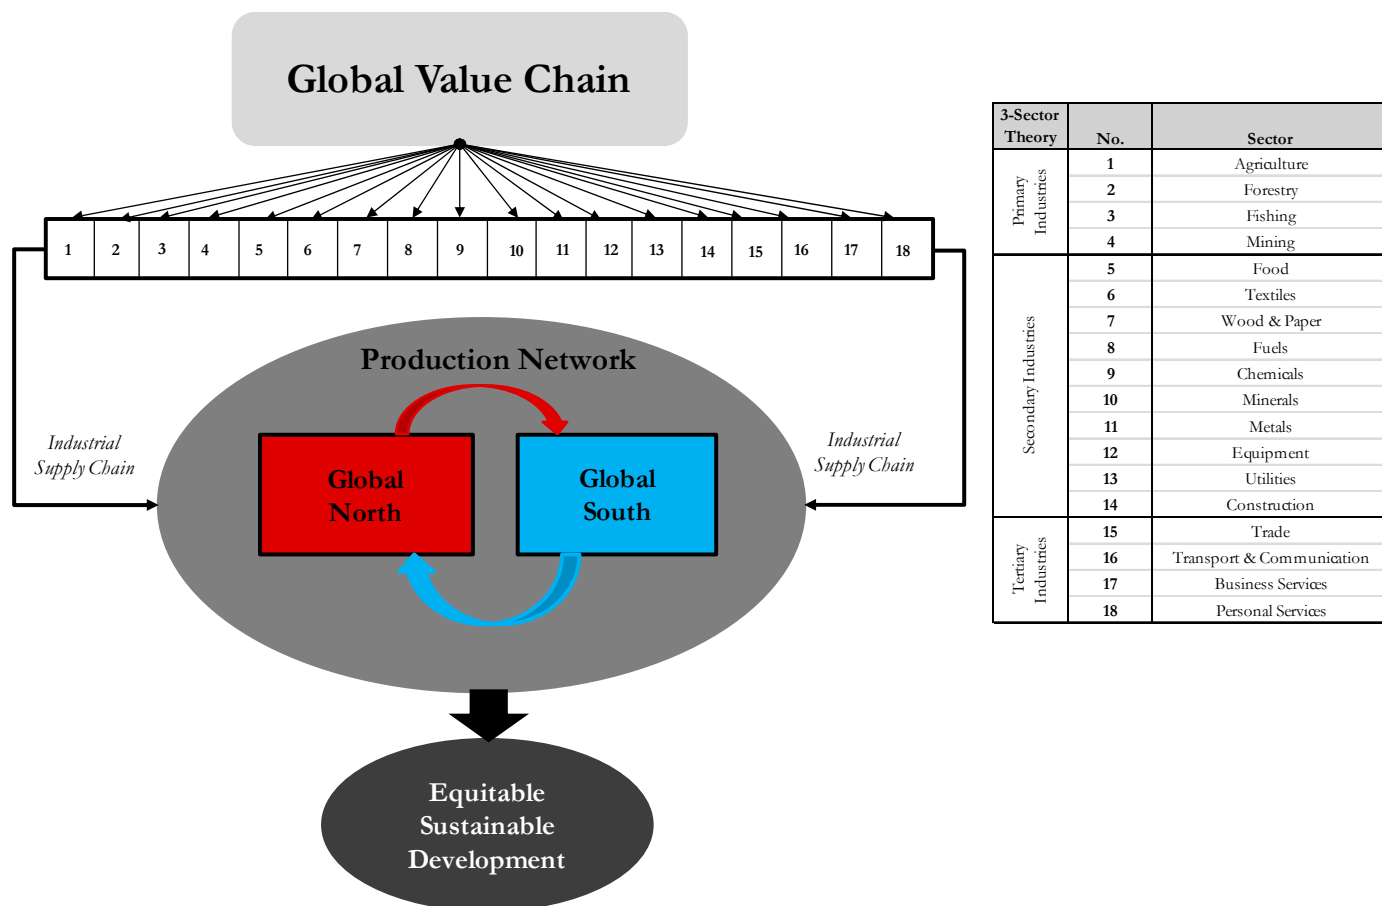 Global Value Chain
1 2 3 4 5 6 7 8 9 10 11 12 13 14 15 16 17 18
Production Network
Industrial
Supply Chain
Global
North
Global
South
Industrial
Supply Chain
Equitable
Sustainable
Development
3-Sector
Theory No. Sector
Primary
Industries
1 Agriculture
2 Forestry
3 Fishing
4 Mining
Secondary Industries
5 Food
6 Textiles
7 Wood & Paper
8 Fuels
9 Chemicals
10 Minerals
11 Metals
12 Equipment
13 Utilities
14 Construction
Tertiary
Industries
15 Trade
16 Transport & Communication
17 Business Services
18 Personal Services